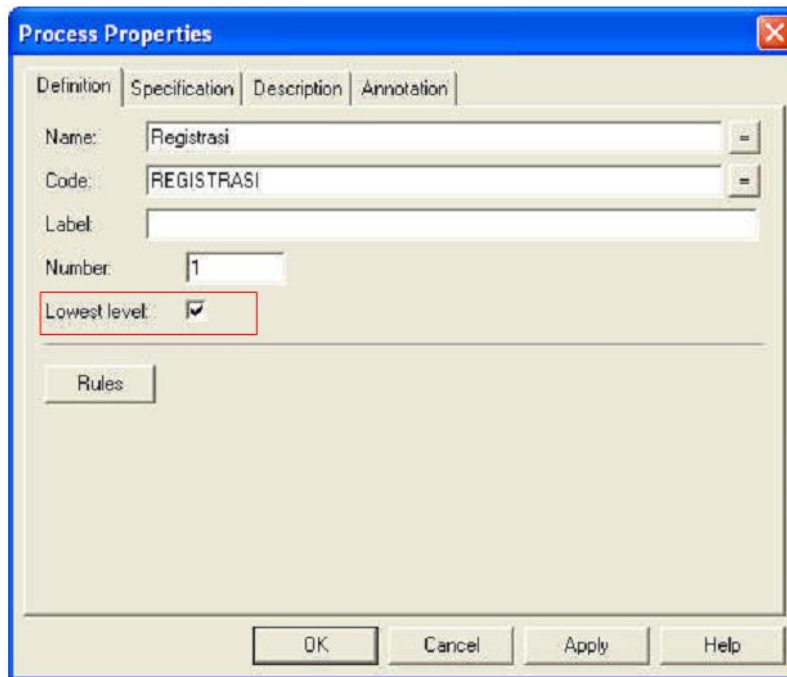 Process Properties
Definition Specification Description Annotation
Name: Registrasi =
Code: REGISTRASI =
Label:
Number: 1
Lowest level:
Rules
OK Cancel Apply Help